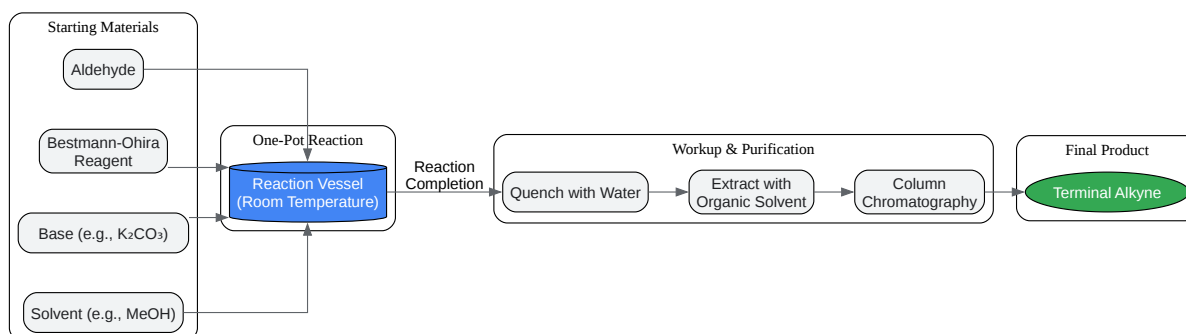 Starting Materials
Aldehyde
Bestmann-Ohira
Reagent
Base (e.g., K₂CO₃)
Solvent (e.g., MeOH)
One-Pot Reaction
Reaction Vessel
(Room Temperature)
Reaction
Completion
Workup & Purification
Quench with Water
Extract with
Organic Solvent
Column
Chromatography
Final Product
Terminal Alkyne